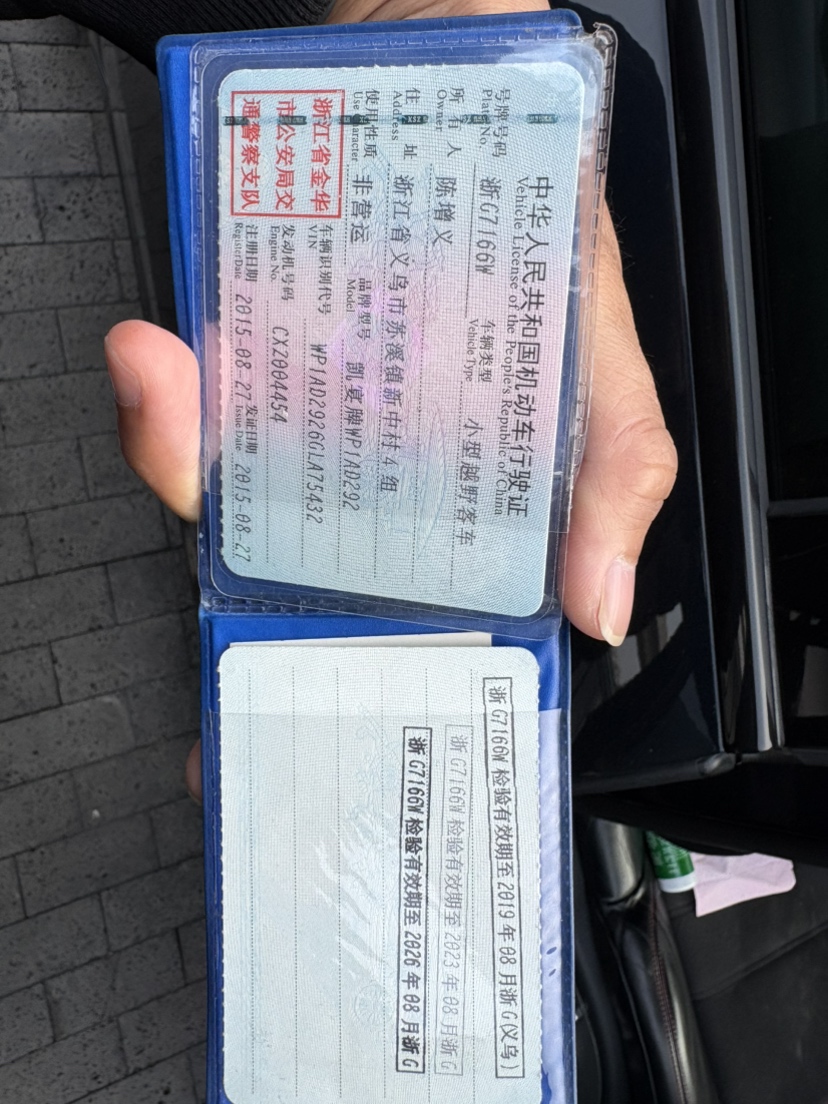 中华人民共和国机动车行驶证
Vehicle License of the People's Republic of China
号牌号码 浙G7166W 车辆类型 小型越野客车
Plate No. Vehicle Type
所有人 陈增义
Owner
住址 浙江省义乌市苏溪镇新中村4组
Address
使用性质 非营运 品牌型号 凯宴牌WP1AD292
Use Character Model
浙江省金华
市公安局交
通警察支队
车辆识别代号 WP1AD2926GLA75432
VIN
发动机号码 CX2004454
Engine No.
注册日期 2015-08-27 发证日期 2015-08-27
Register Date Issue Date
浙G7166W检验有效期至2019年08月浙G(义乌)
浙G7166W检验有效期至2023年08月浙G
浙G7166W检验有效期至2026年08月浙G